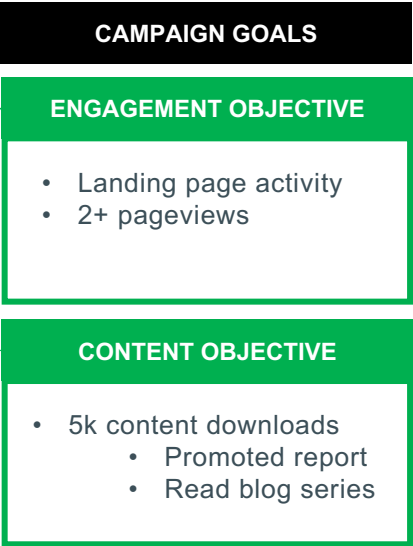 CAMPAIGN GOALS
ENGAGEMENT OBJECTIVE
• Landing page activity
• 2+ pageviews
CONTENT OBJECTIVE
• 5k content downloads
• Promoted report
• Read blog series